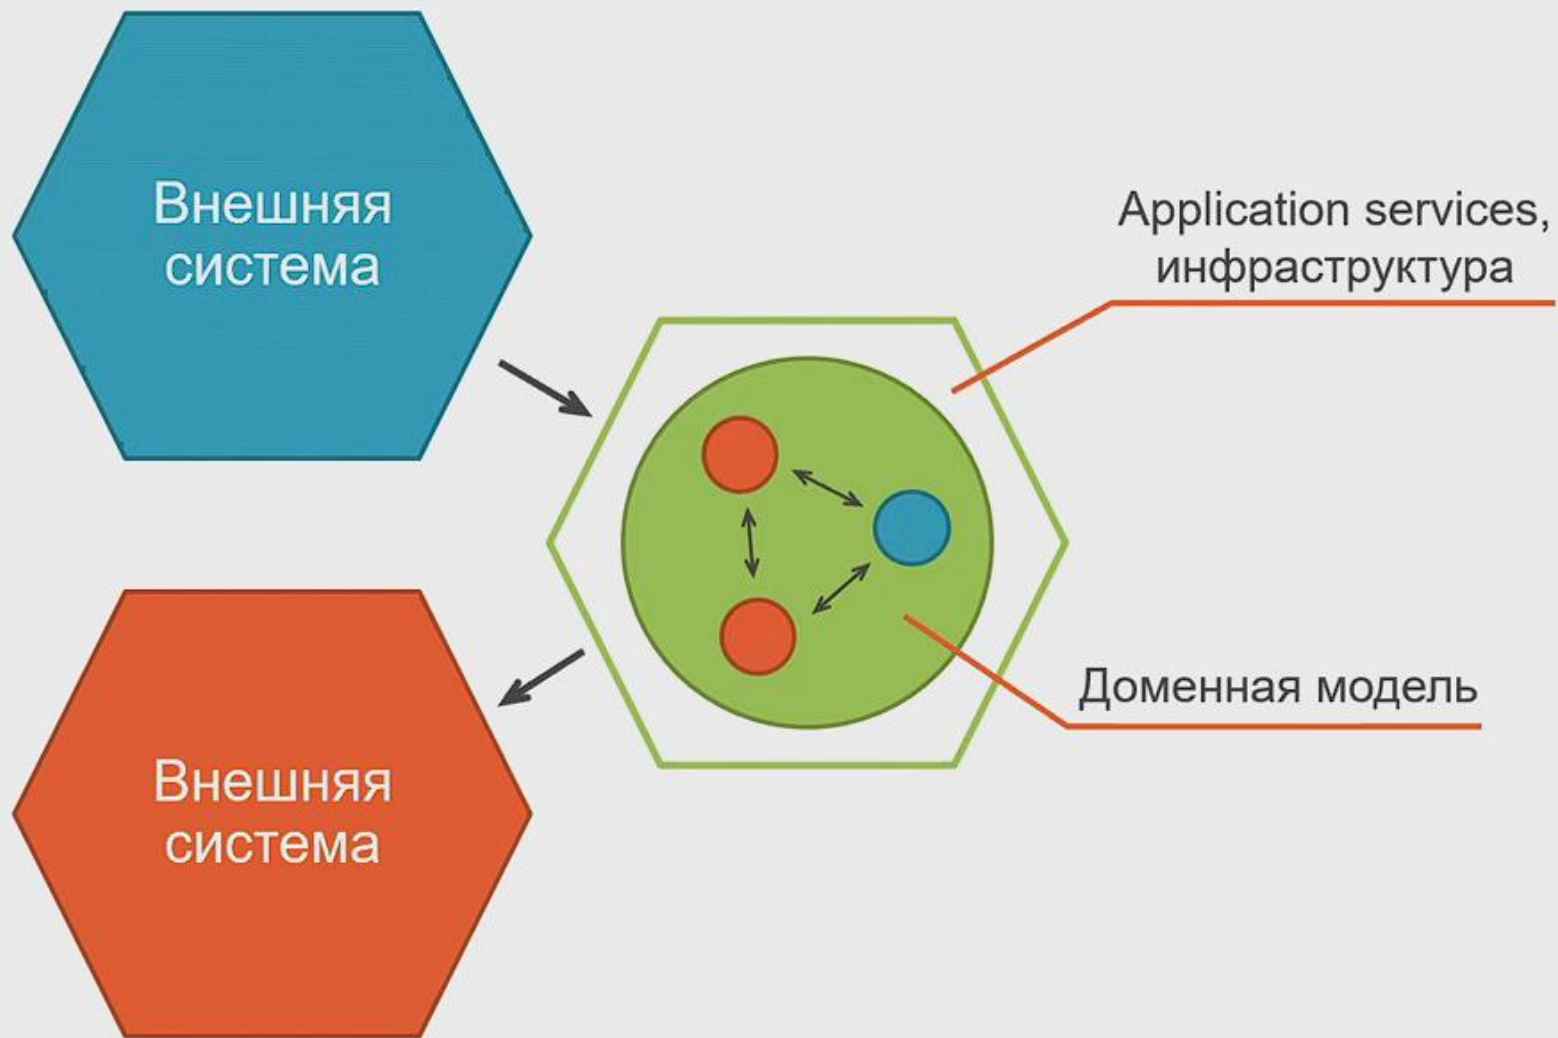 Внешняя
система
Application services,
инфраструктура
Внешняя
система
Доменная модель